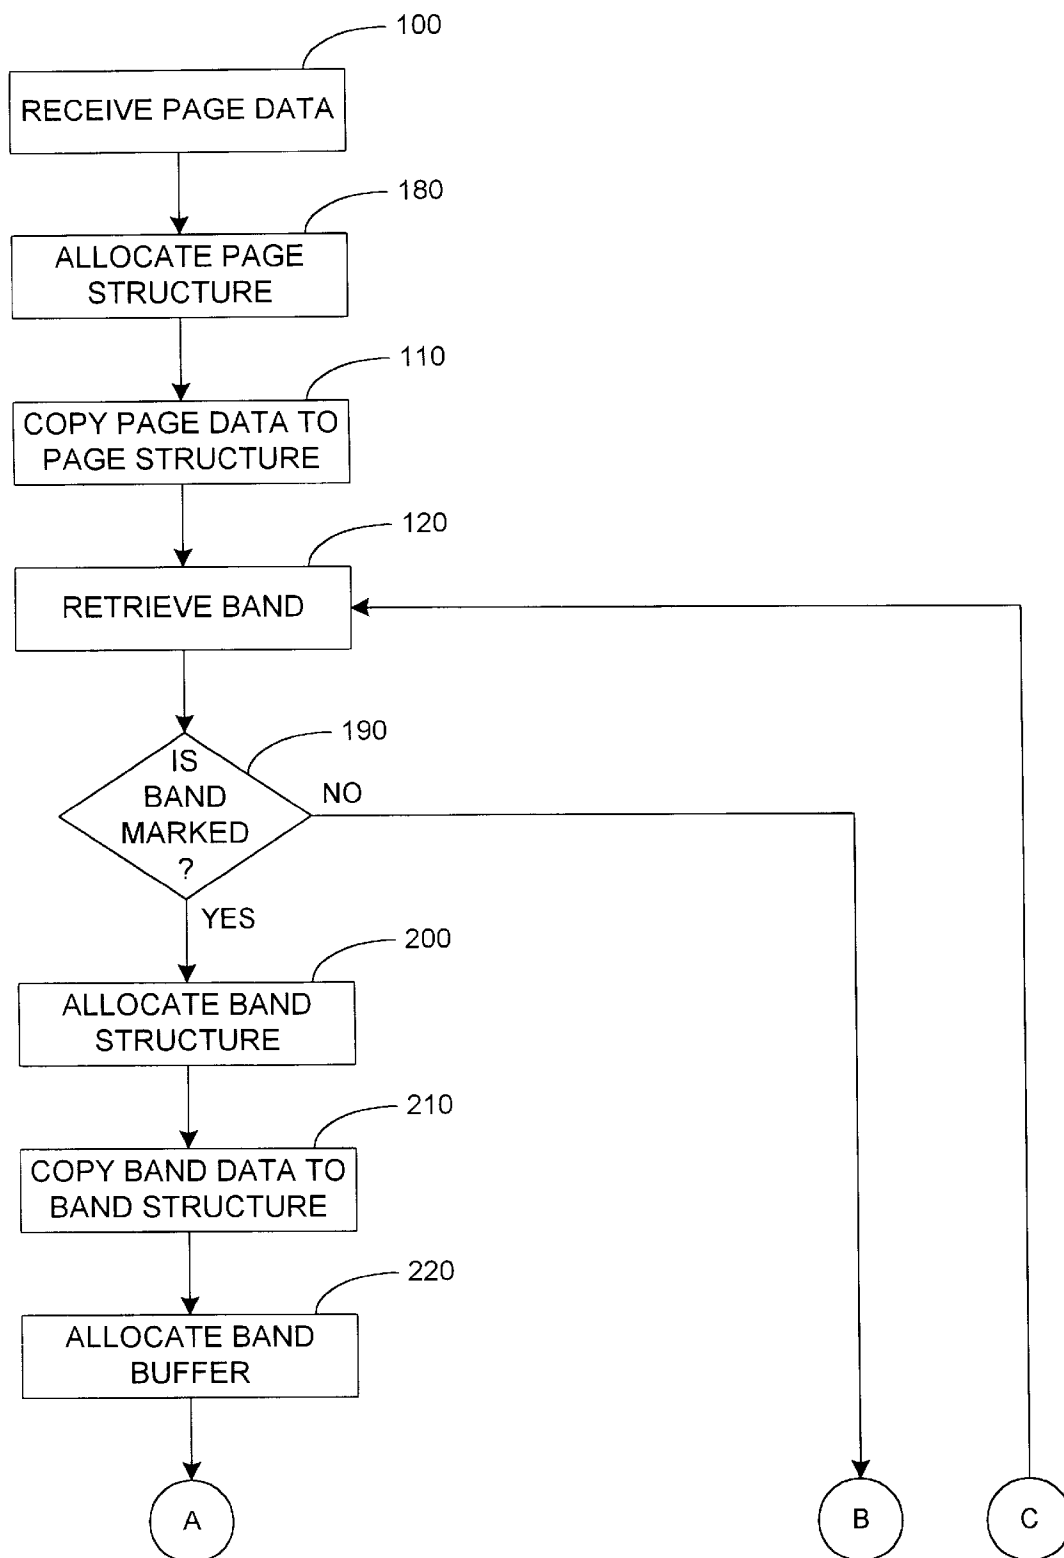 100
RECEIVE PAGE DATA
180
ALLOCATE PAGE
STRUCTURE
110
COPY PAGE DATA TO
PAGE STRUCTURE
120
RETRIEVE BAND
190
IS
BAND
MARKED
?
NO
YES
200
ALLOCATE BAND
STRUCTURE
210
COPY BAND DATA TO
BAND STRUCTURE
220
ALLOCATE BAND
BUFFER
A
B
C